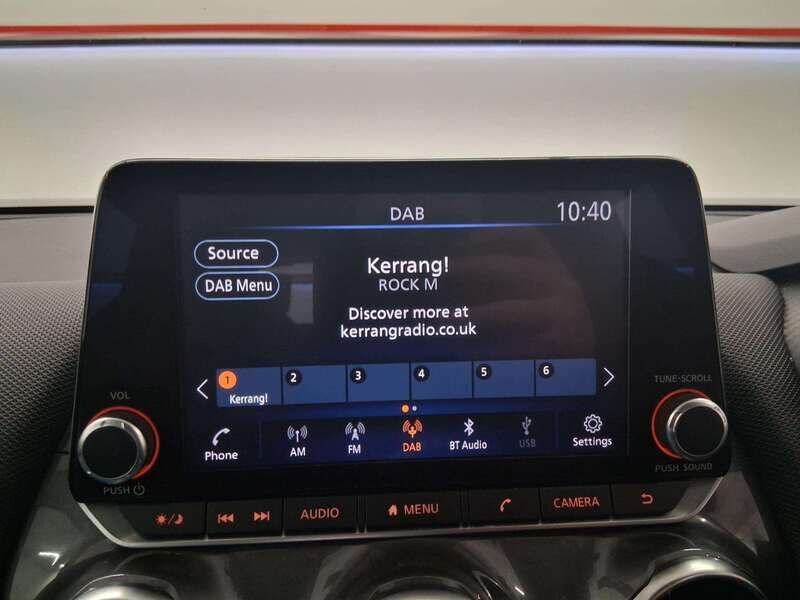 DAB
10:40
Source
DAB Menu
Kerrang!
ROCK M
Discover more at
kerrangradio.co.uk
1 2 3 4 5 6
Kerrang!
Phone AM FM DAB BT Audio USB Settings
VOL
PUSH
TUNE·SCROLL
PUSH SOUND
AUDIO MENU CAMERA